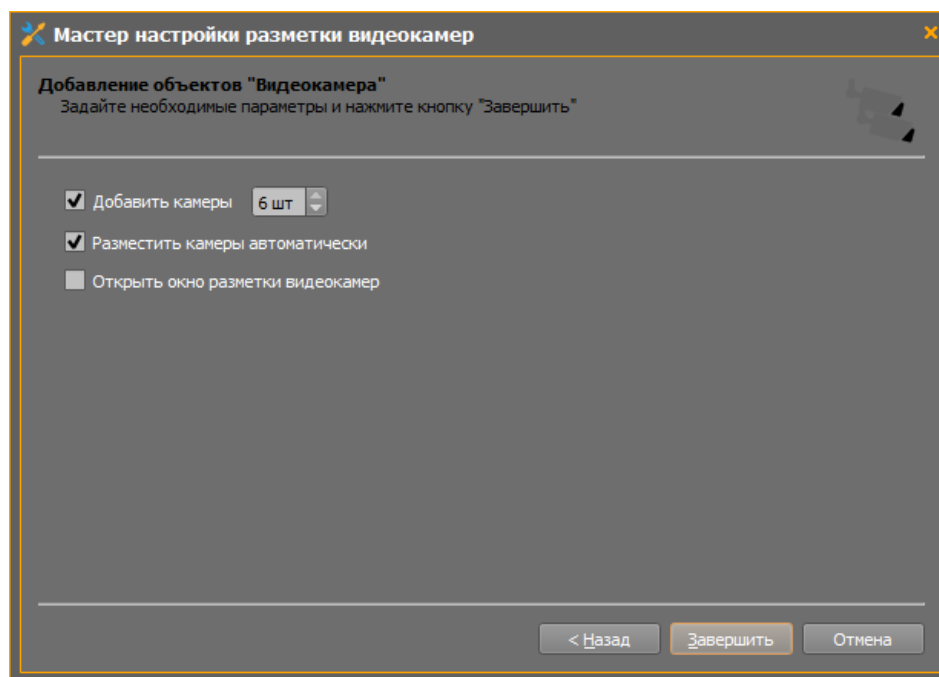 Мастер настройки разметки видеокамер
Добавление объектов "Видеокамера"
Задайте необходимые параметры и нажмите кнопку "Завершить"
Добавить камеры 6 шт
Разместить камеры автоматически
Открыть окно разметки видеокамер
< Назад Завершить Отмена